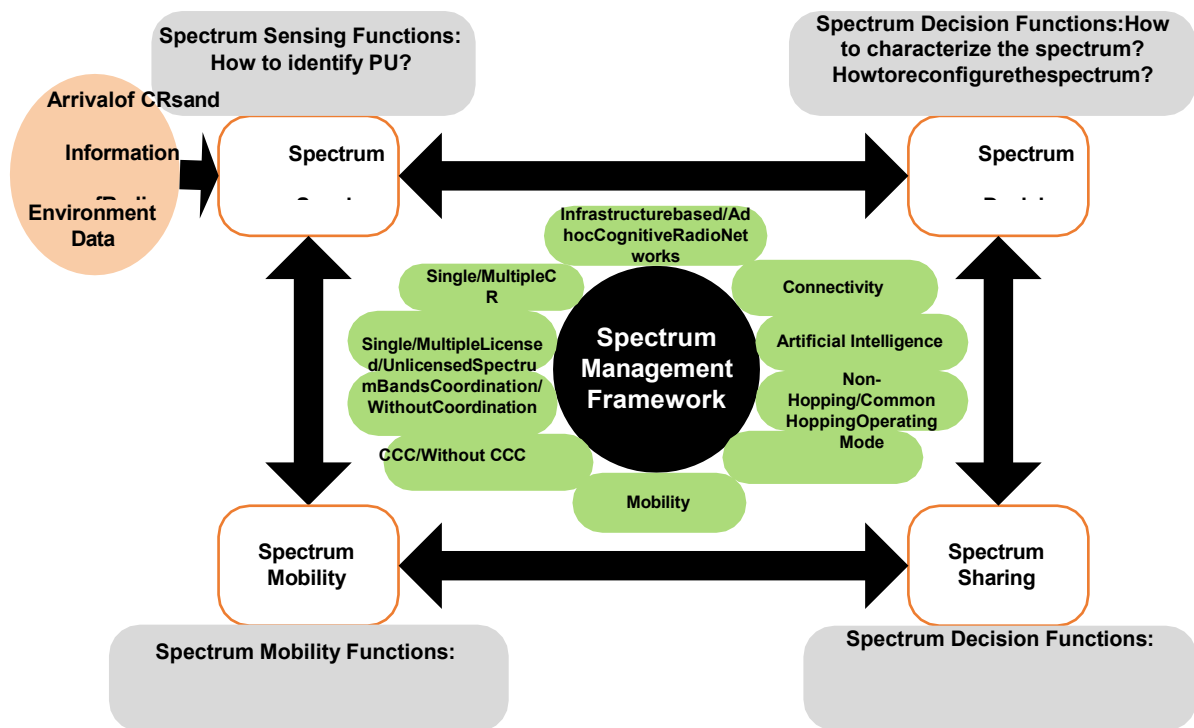 Spectrum Sensing Functions:
How to identify PU?
Spectrum Decision Functions:How
to characterize the spectrum?
Howtoreconfigurethespectrum?
Arrivalof CRsand
Information
Environment
Data
Spectrum
Spectrum
Infrastructurebased/Ad
hocCognitiveRadioNet
works
Single/MultipleC
R
Connectivity
Single/MultipleLicense
d/UnlicensedSpectru
mBandsCoordination/
WithoutCoordination
Spectrum
Management
Framework
Artificial Intelligence
Non-
Hopping/Common
HoppingOperating
Mode
CCC/Without CCC
Mobility
Spectrum
Mobility
Spectrum
Sharing
Spectrum Mobility Functions:
Spectrum Decision Functions: